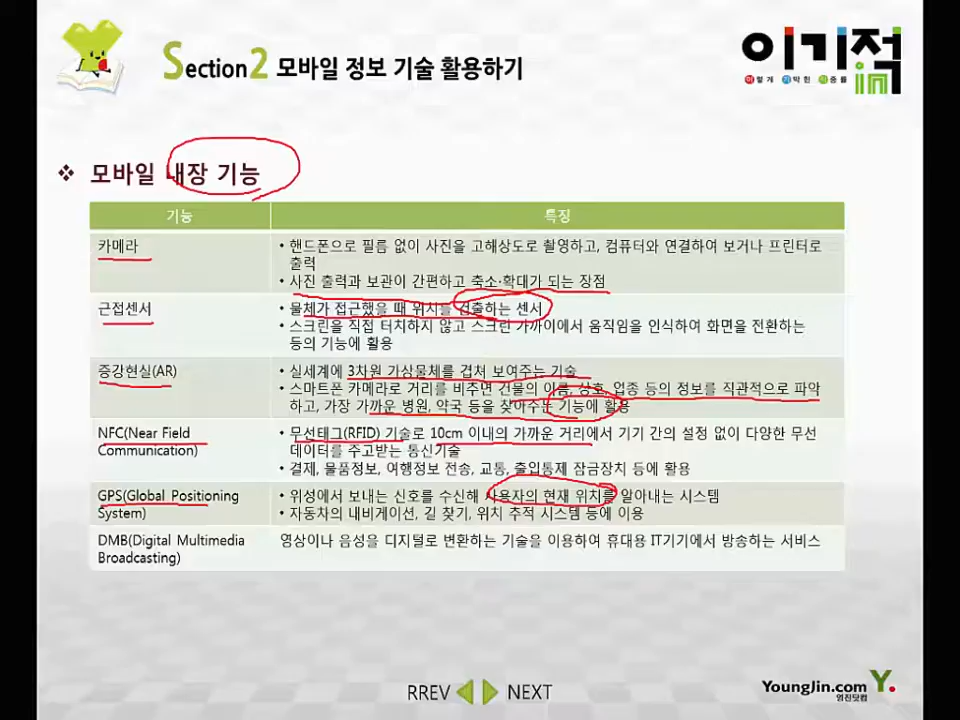 Section2 모바일 정보 기술 활용하기
이기적in
이렇게 기막힌 적중률
❖ 모바일 내장 기능
기능 특징
카메라
• 핸드폰으로 필름 없이 사진을 고해상도로 촬영하고, 컴퓨터와 연결하여 보거나 프린터로
출력
• 사진 출력과 보관이 간편하고 축소·확대가 되는 장점
근접센서
• 물체가 접근했을 때 위치를 검출하는 센서
• 스크린을 직접 터치하지 않고 스크린 가까이에서 움직임을 인식하여 화면을 전환하는
등의 기능에 활용
증강현실(AR)
• 실세계에 3차원 가상물체를 겹쳐 보여주는 기술
• 스마트폰 카메라로 거리를 비추면 건물의 이름, 상호, 업종 등의 정보를 직관적으로 파악
하고, 가장 가까운 병원, 약국 등을 찾아주는 기능에 활용
NFC(Near Field
Communication)
• 무선태그(RFID) 기술로 10cm 이내의 가까운 거리에서 기기 간의 설정 없이 다양한 무선
데이터를 주고받는 통신기술
• 결제, 물품정보, 여행정보 전송, 교통, 출입통제 잠금장치 등에 활용
GPS(Global Positioning
System)
• 위성에서 보내는 신호를 수신해 사용자의 현재 위치를 알아내는 시스템
• 자동차의 내비게이션, 길 찾기, 위치 추적 시스템 등에 이용
DMB(Digital Multimedia
Broadcasting)
영상이나 음성을 디지털로 변환하는 기술을 이용하여 휴대용 IT기기에서 방송하는 서비스
RREV NEXT
YoungJin.com Y.
영진닷컴